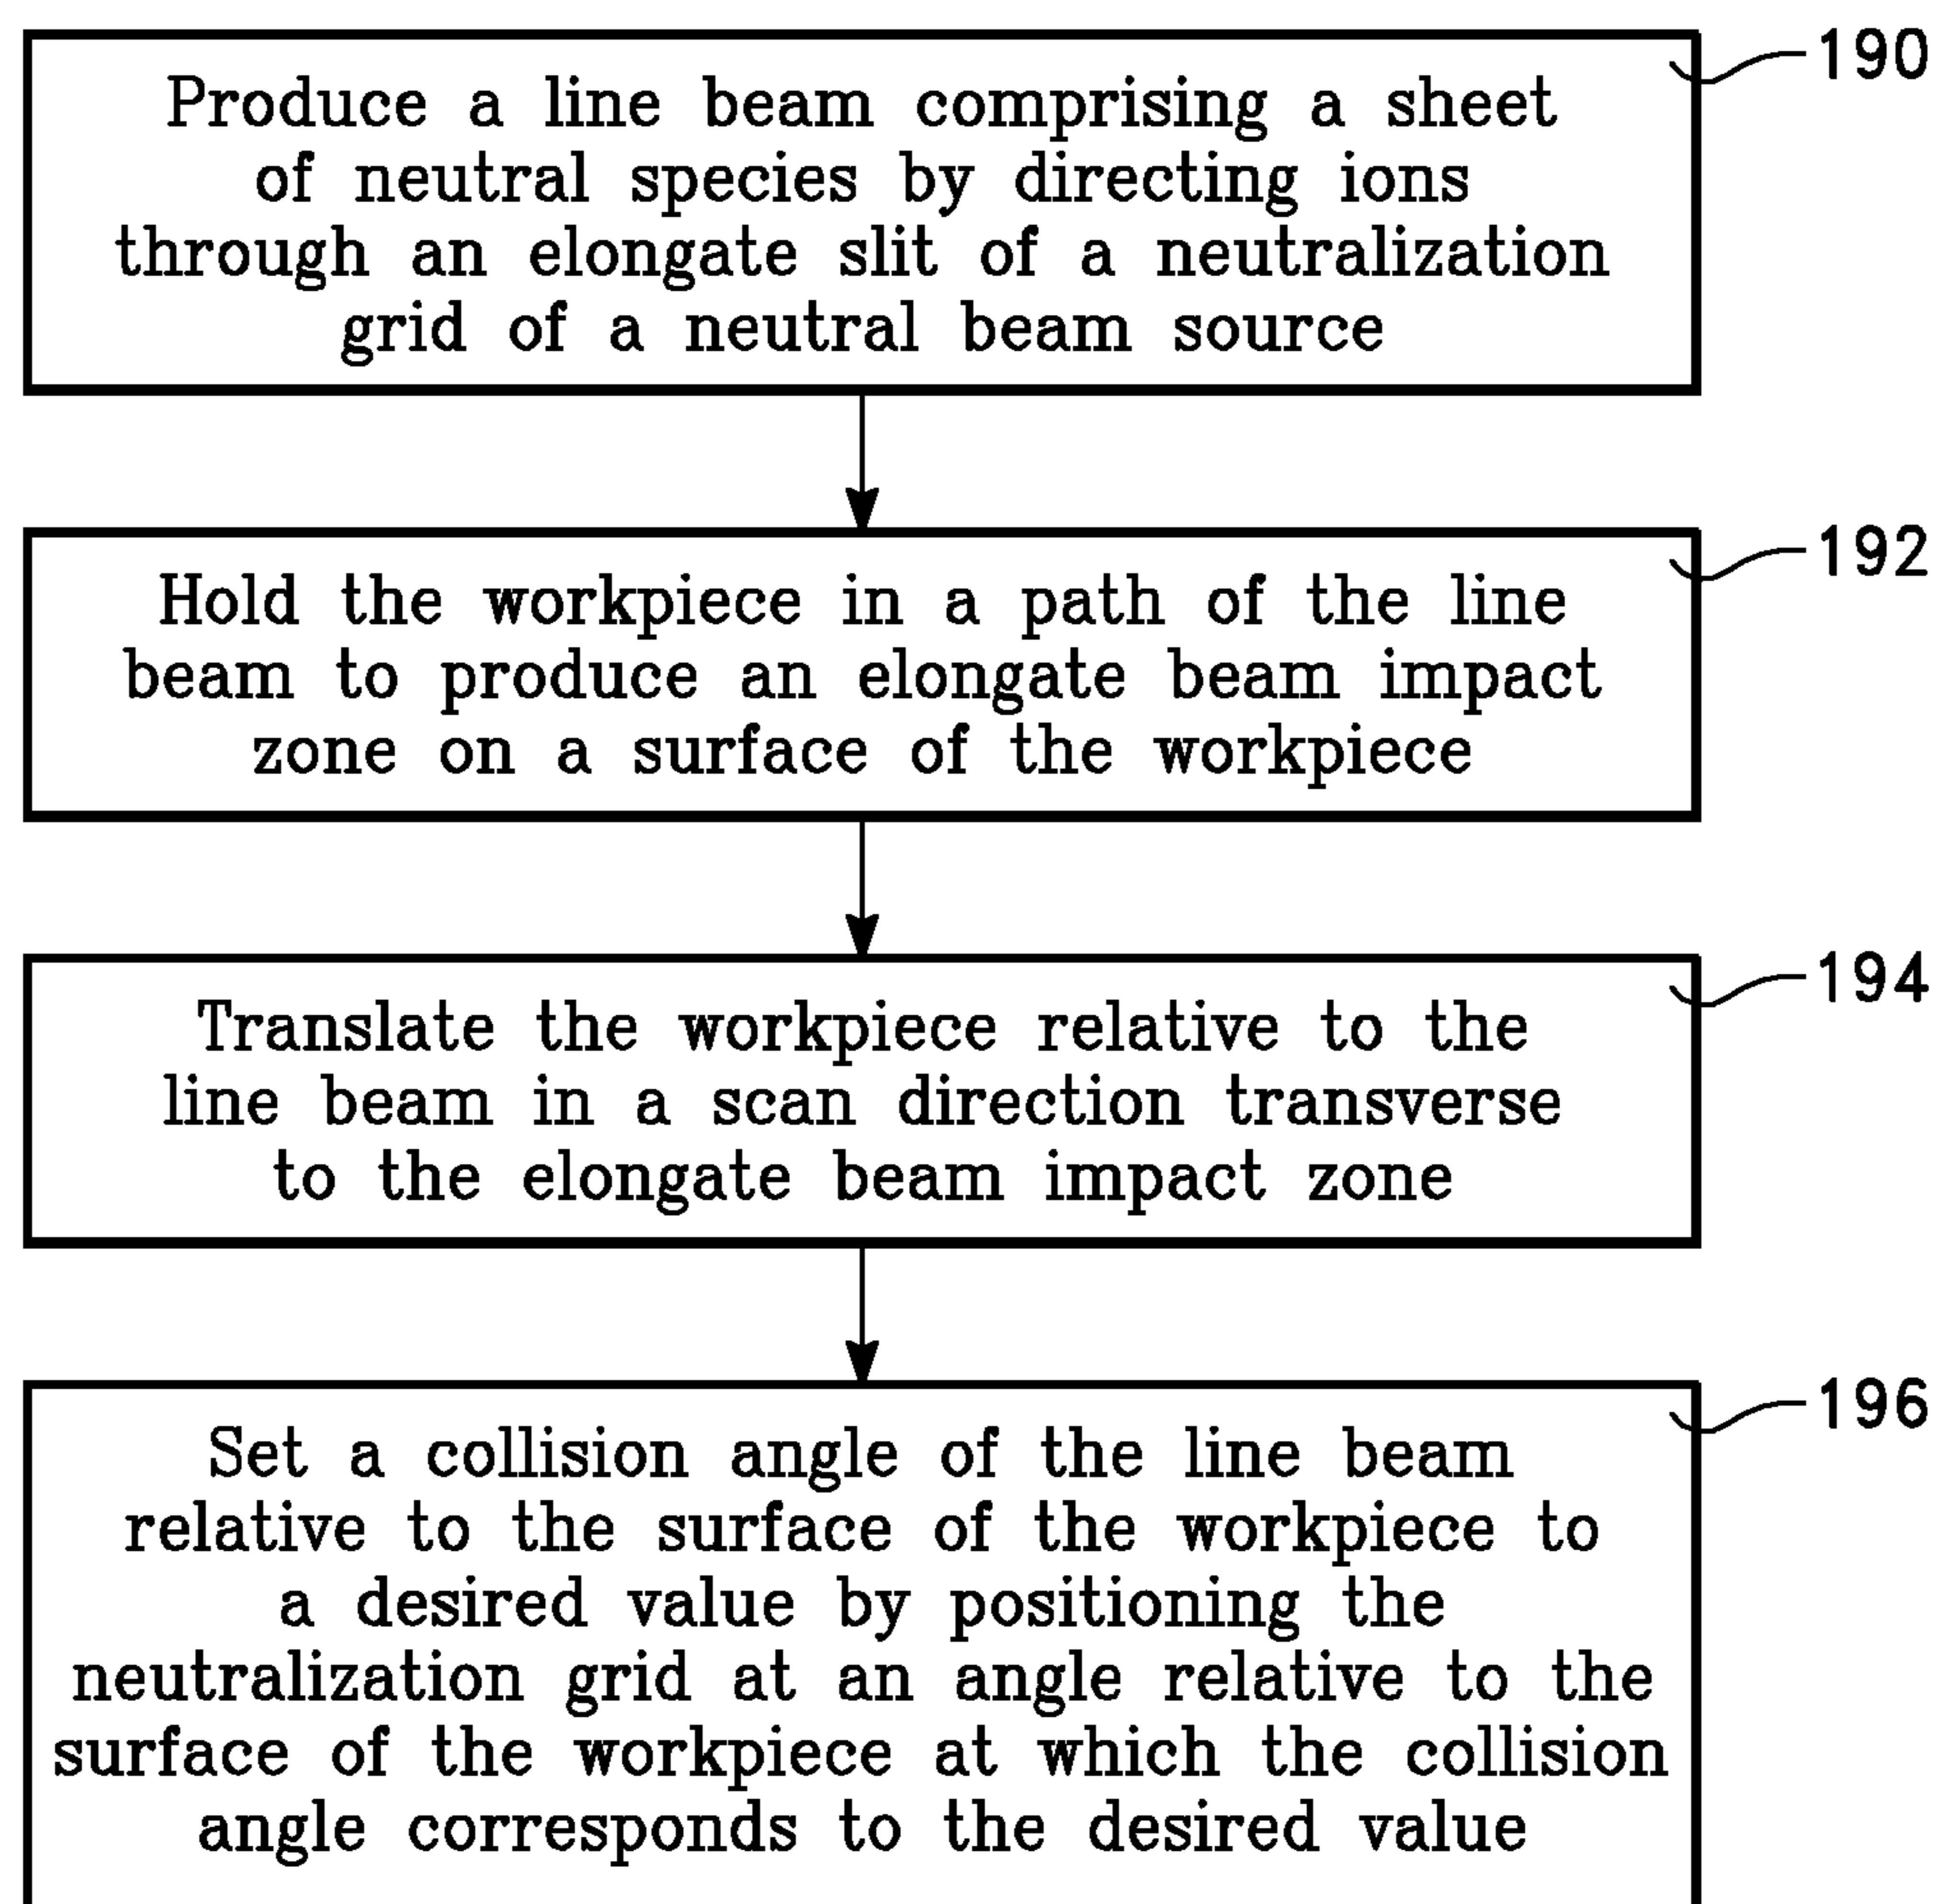 190
Produce a line beam comprising a sheet
of neutral species by directing ions
through an elongate slit of a neutralization
grid of a neutral beam source
192
Hold the workpiece in a path of the line
beam to produce an elongate beam impact
zone on a surface of the workpiece
194
Translate the workpiece relative to the
line beam in a scan direction transverse
to the elongate beam impact zone
196
Set a collision angle of the line beam
relative to the surface of the workpiece to
a desired value by positioning the
neutralization grid at an angle relative to the
surface of the workpiece at which the collision
angle corresponds to the desired value